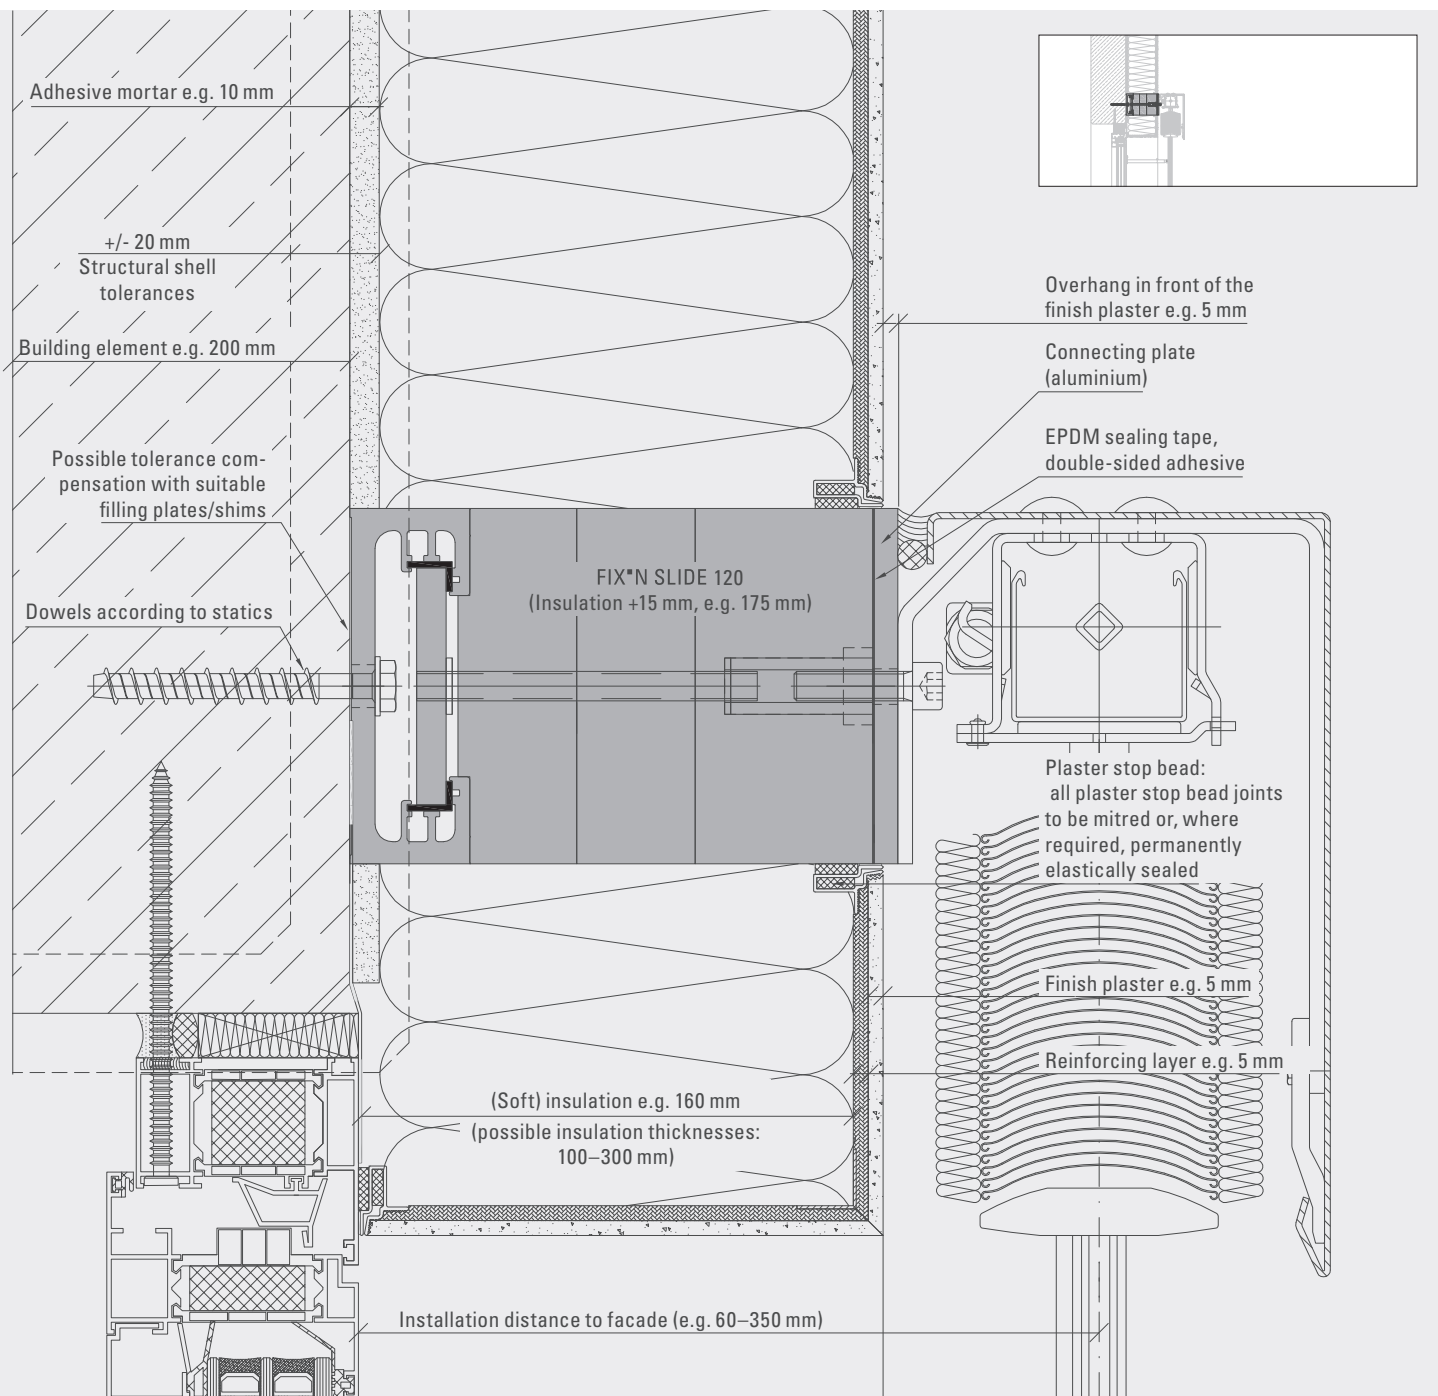 Adhesive mortar e.g. 10 mm
+/- 20 mm
Structural shell
tolerances
Building element e.g. 200 mm
Possible tolerance com-
pensation with suitable
filling plates/shims
Dowels according to statics
Overhang in front of the
finish plaster e.g. 5 mm
Connecting plate
(aluminium)
EPDM sealing tape,
double-sided adhesive
FIX■N SLIDE 120
(Insulation +15 mm, e.g. 175 mm)
Plaster stop bead:
all plaster stop bead joints
to be mitred or, where
required, permanently
elastically sealed
Finish plaster e.g. 5 mm
Reinforcing layer e.g. 5 mm
(Soft) insulation e.g. 160 mm
(possible insulation thicknesses:
100–300 mm)
Installation distance to facade (e.g. 60–350 mm)